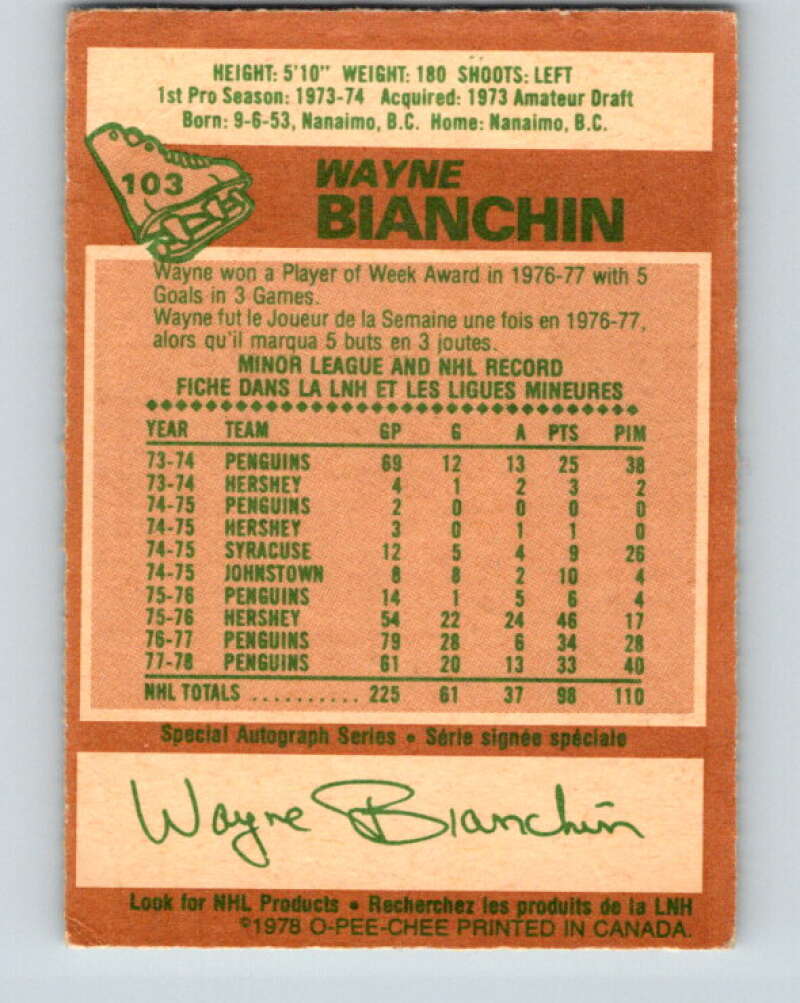 HEIGHT: 5'10" WEIGHT: 180 SHOOTS: LEFT
1st Pro Season: 1973-74 Acquired: 1973 Amateur Draft
Born: 9-6-53, Nanaimo, B.C. Home: Nanaimo, B.C.
103
WAYNE
BIANCHIN
Wayne won a Player of Week Award in 1976-77 with 5
Goals in 3 Games.
Wayne fut le Joueur de la Semaine une fois en 1976-77,
alors qu'il marqua 5 buts en 3 joutes.
MINOR LEAGUE AND NHL RECORD
FICHE DANS LA LNH ET LES LIGUES MINEURES
YEAR TEAM GP G A PTS PIM
73-74 PENGUINS 69 12 13 25 38
73-74 HERSHEY 4 1 2 3 2
74-75 PENGUINS 2 0 0 0 0
74-75 HERSHEY 3 0 1 1 0
74-75 SYRACUSE 12 5 4 9 26
74-75 JOHNSTOWN 8 8 2 10 4
75-76 PENGUINS 14 1 5 6 4
75-76 HERSHEY 54 22 24 46 17
76-77 PENGUINS 79 28 6 34 28
77-78 PENGUINS 61 20 13 33 40
NHL TOTALS .......... 225 61 37 98 110
Special Autograph Series • Série signée spéciale
Wayne Bianchin
Look for NHL Products • Recherchez les produits de la LNH
©1978 O-PEE-CHEE PRINTED IN CANADA.